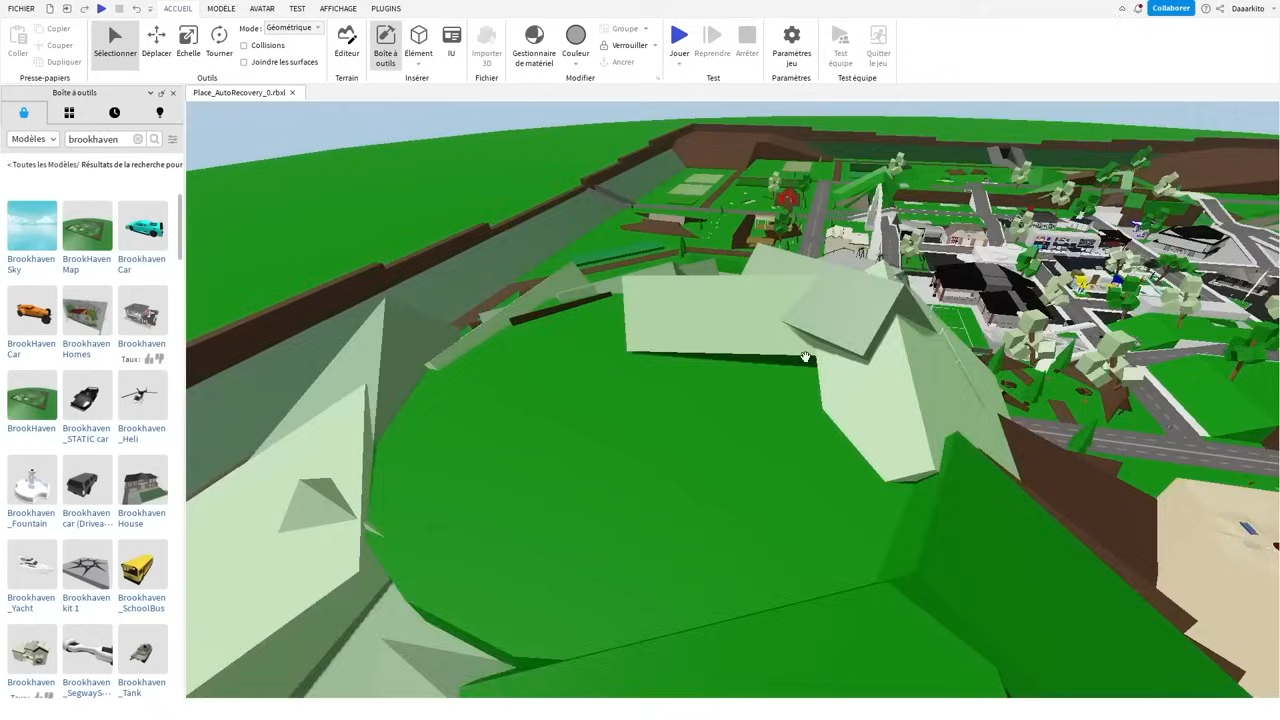 FICHIER ACCUEIL MODÈLE AVATAR TEST AFFICHAGE PLUGINS Collaborer Daaarkito
Coller
Copier
Couper
Dupliquer
Presse-papiers
Sélectionner Déplacer Échelle Tourner
Mode : Géométrique
Collisions
Joindre les surfaces
Outils
Éditeur
Terrain
Boîte à outils
Élément
IU
Insérer
Importer 3D
Fichier
Gestionnaire de matériel
Couleur
Groupe
Verrouiller
Ancrer
Modifier
Jouer Reprendre Arrêter
Test
Paramètres jeu
Paramètres
Test équipe
Quitter le jeu
Test équipe
Boîte à outils
Place_AutoRecovery_0.rbxl
Modèles brookhaven
< Toutes les Modèles/ Résultats de la recherche pour
Brookhaven Sky
BrookHaven Map
Brookhaven Car
Brookhaven Car
Brookhaven Homes
Brookhaven
Taux:
BrookHaven
Brookhaven _STATIC car
Brookhaven _Heli
Brookhaven _Fountain
Brookhaven car (Drivea···
Brookhaven House
Brookhaven _Yacht
Brookhaven kit 1
Brookhaven _SchoolBus
Brookhaven
Brookhaven _SegwayS···
Brookhaven _Tank